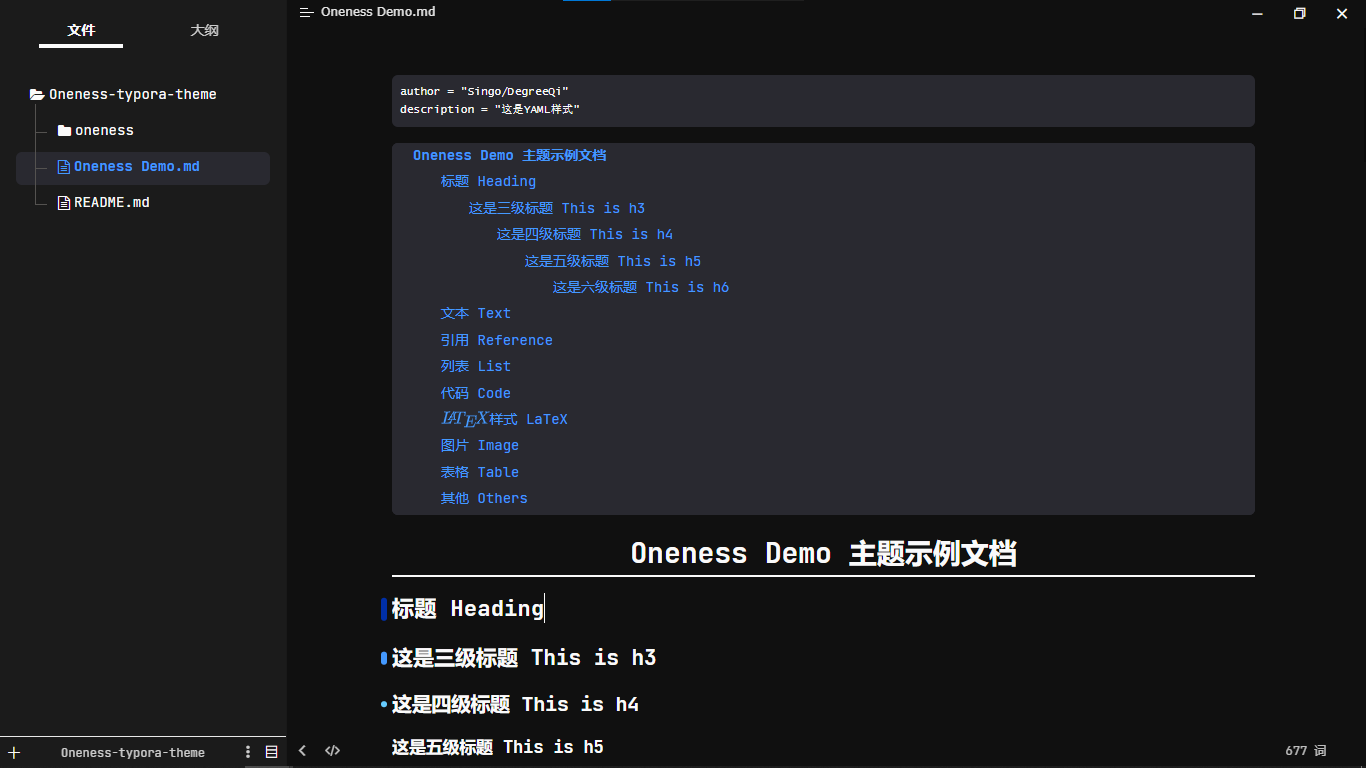 文件 大纲
Oneness-typora-theme
oneness
Oneness Demo.md
README.md
Oneness-typora-theme
Oneness Demo.md
author = "Singo/DegreeQi"
description = "这是YAML样式"
Oneness Demo 主题示例文档
标题 Heading
这是三级标题 This is h3
这是四级标题 This is h4
这是五级标题 This is h5
这是六级标题 This is h6
文本 Text
引用 Reference
列表 List
代码 Code
LATEX样式 LaTeX
图片 Image
表格 Table
其他 Others
Oneness Demo 主题示例文档
标题 Heading
这是三级标题 This is h3
这是四级标题 This is h4
这是五级标题 This is h5
677 词